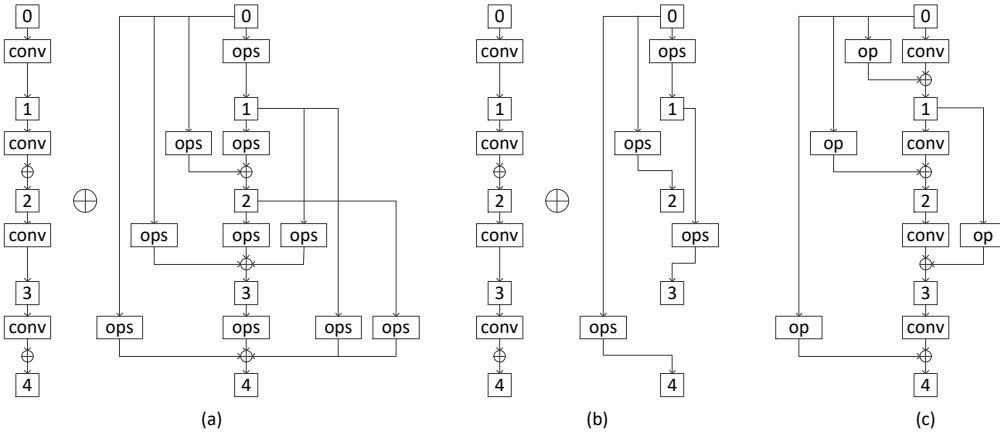 0 0 0 0 0
conv ops conv ops op conv
1 1 1 1 1
conv ops ops conv ops op conv
2 2 2 2 2
conv ops ops ops conv ops conv op
3 3 3 3 3
conv ops ops ops ops conv ops op conv
4 4 4 4 4
(a) (b) (c)